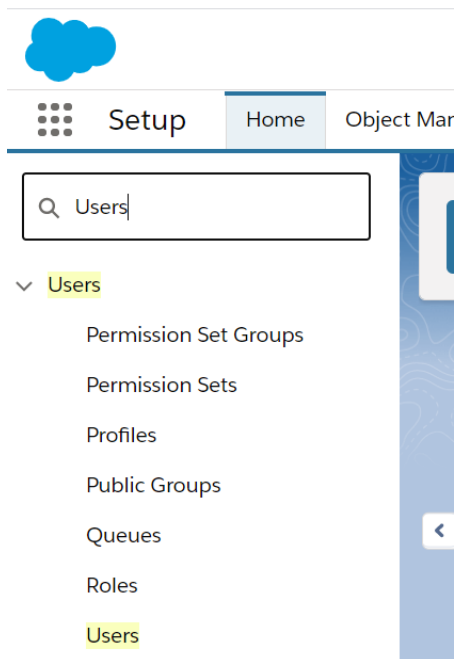 Setup Home Object Mar
Users
Users
Permission Set Groups
Permission Sets
Profiles
Public Groups
Queues
Roles
Users